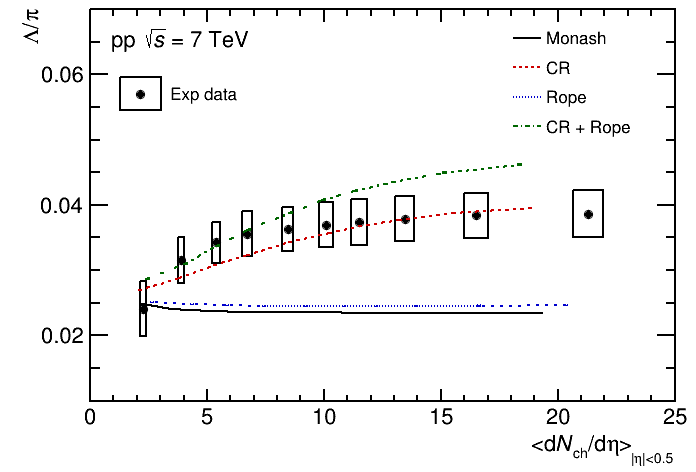 Λ/π
pp √s = 7 TeV
Exp data
Monash
CR
Rope
CR + Rope
0.06
0.04
0.02
0 5 10 15 20 25
<dN_ch/dη>_|η|<0.5